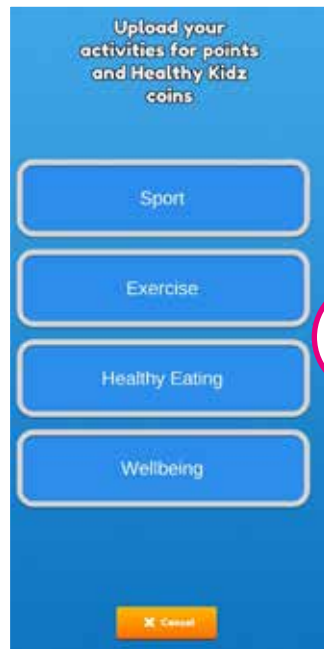 Upload your
activities for points
and Healthy Kidz
coins
Sport
Exercise
Healthy Eating
Wellbeing
Cancel